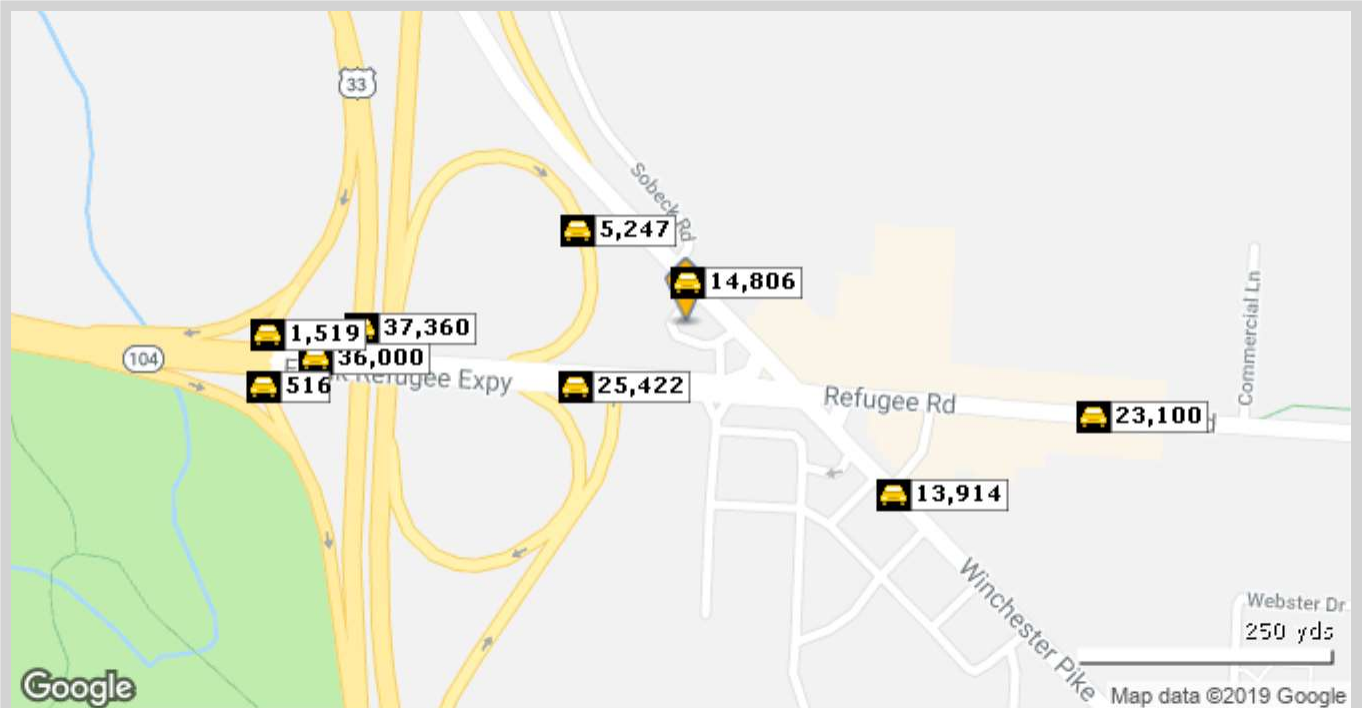 33
Sobeck Rd
5,247
14,806
Commercial Ln
37,360
1,519
36,000
104
Refugee Expy
516
25,422
Refugee Rd
23,100
13,914
Winchester Pike
Webster Dr
250 yds
Google
Map data ©2019 Google